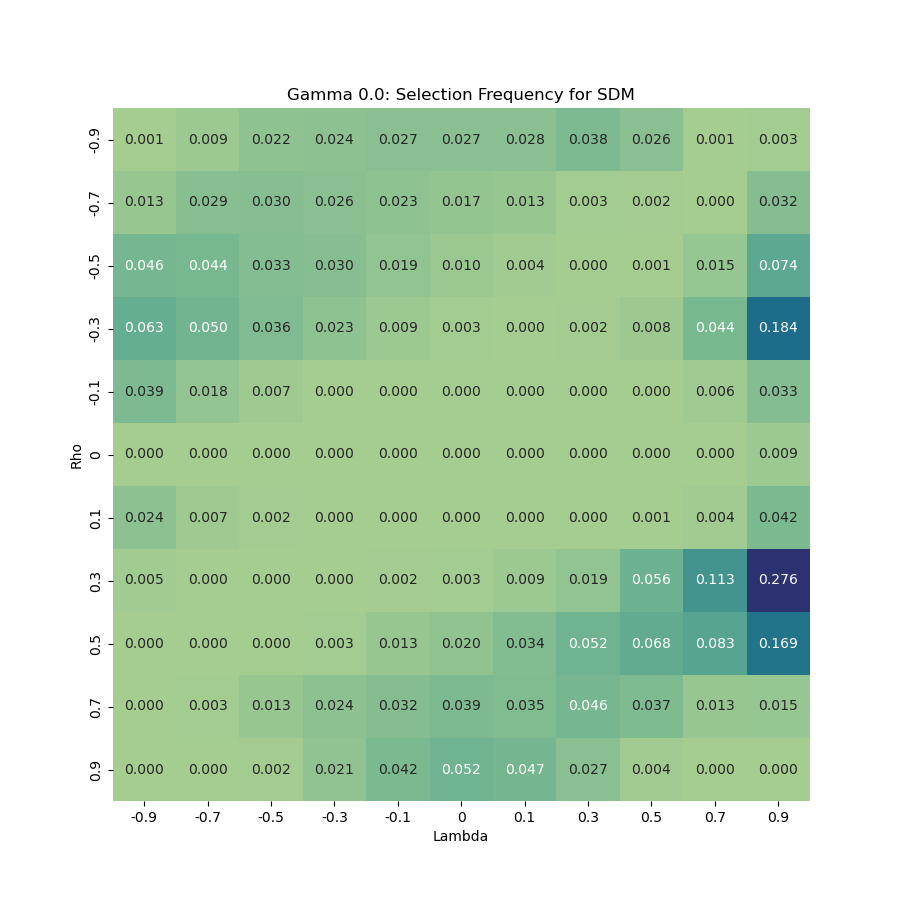 Gamma 0.0: Selection Frequency for SDM
-0.9 0.001 0.009 0.022 0.024 0.027 0.027 0.028 0.038 0.026 0.001 0.003
-0.7 0.013 0.029 0.030 0.026 0.023 0.017 0.013 0.003 0.002 0.000 0.032
-0.5 0.046 0.044 0.033 0.030 0.019 0.010 0.004 0.000 0.001 0.015 0.074
-0.3 0.063 0.050 0.036 0.023 0.009 0.003 0.000 0.002 0.008 0.044 0.184
-0.1 0.039 0.018 0.007 0.000 0.000 0.000 0.000 0.000 0.000 0.006 0.033
Rho
0 0.000 0.000 0.000 0.000 0.000 0.000 0.000 0.000 0.000 0.000 0.009
0.1 0.024 0.007 0.002 0.000 0.000 0.000 0.000 0.000 0.001 0.004 0.042
0.3 0.005 0.000 0.000 0.000 0.002 0.003 0.009 0.019 0.056 0.113 0.276
0.5 0.000 0.000 0.000 0.003 0.013 0.020 0.034 0.052 0.068 0.083 0.169
0.7 0.000 0.003 0.013 0.024 0.032 0.039 0.035 0.046 0.037 0.013 0.015
0.9 0.000 0.000 0.002 0.021 0.042 0.052 0.047 0.027 0.004 0.000 0.000
-0.9 -0.7 -0.5 -0.3 -0.1 0 0.1 0.3 0.5 0.7 0.9
Lambda